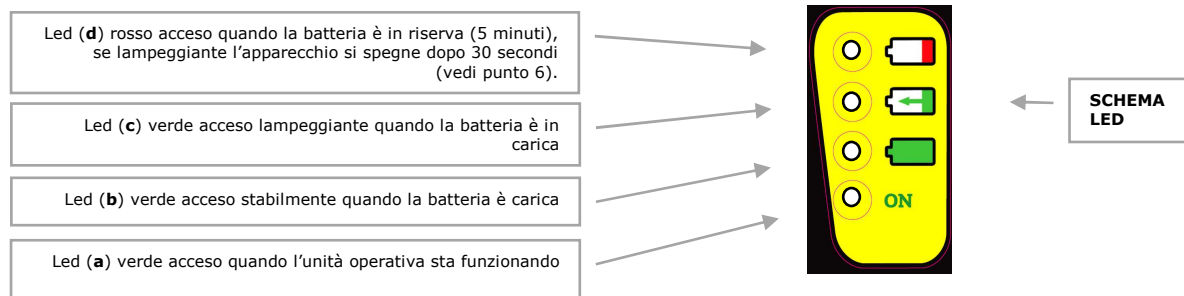 Led (d) rosso acceso quando la batteria è in riserva (5 minuti),
se lampeggiante l'apparecchio si spegne dopo 30 secondi
(vedi punto 6).
Led (c) verde acceso lampeggiante quando la batteria è in
carica
Led (b) verde acceso stabilmente quando la batteria è carica
Led (a) verde acceso quando l'unità operativa sta funzionando
ON
SCHEMA
LED